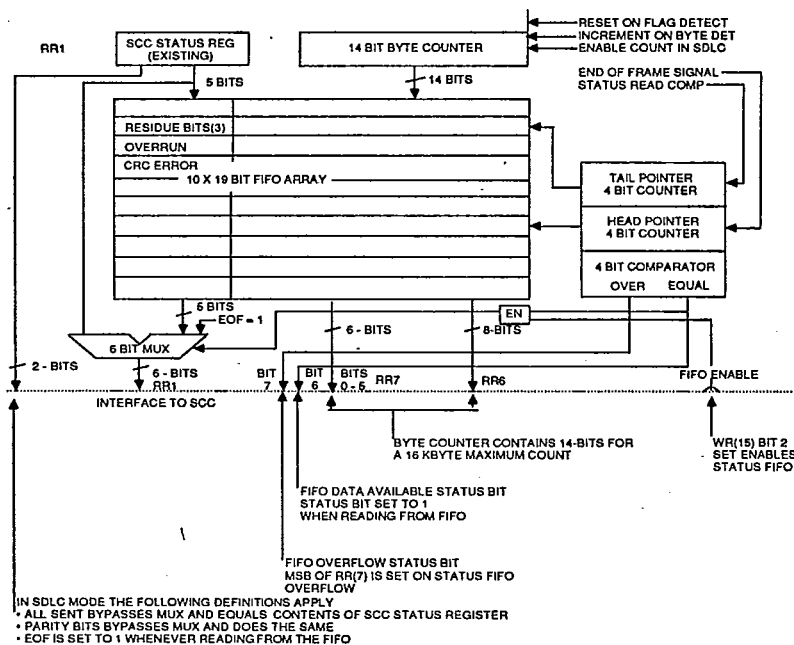 RR1
SCC STATUS REG
(EXISTING)
14 BIT BYTE COUNTER
RESET ON FLAG DETECT
INCREMENT ON BYTE DET
ENABLE COUNT IN SDLC
5 BITS
14 BITS
END OF FRAME SIGNAL
STATUS READ COMP
RESIDUE BITS(3)
OVERRUN
CRC ERROR
10 X 19 BIT FIFO ARRAY
TAIL POINTER
4 BIT COUNTER
HEAD POINTER
4 BIT COUNTER
4 BIT COMPARATOR
OVER EQUAL
5 BITS
EOF = 1
6 - BITS
8-BITS
EN
6 BIT MUX
2 - BITS
6 - BITS
RR1
BIT
7
BIT
6
BITS
0 - 5
RR7
RR6
FIFO ENABLE
INTERFACE TO SCC
BYTE COUNTER CONTAINS 14-BITS FOR
A 16 KBYTE MAXIMUM COUNT
WR(15) BIT 2
SET ENABLES
STATUS FIFO
FIFO DATA AVAILABLE STATUS BIT
STATUS BIT SET TO 1
WHEN READING FROM FIFO
FIFO OVERFLOW STATUS BIT
MSB OF RR(7) IS SET ON STATUS FIFO
OVERFLOW
IN SDLC MODE THE FOLLOWING DEFINITIONS APPLY
• ALL SENT BYPASSES MUX AND EQUALS CONTENTS OF SCC STATUS REGISTER
• PARITY BITS BYPASSES MUX AND DOES THE SAME
• EOF IS SET TO 1 WHENEVER READING FROM THE FIFO